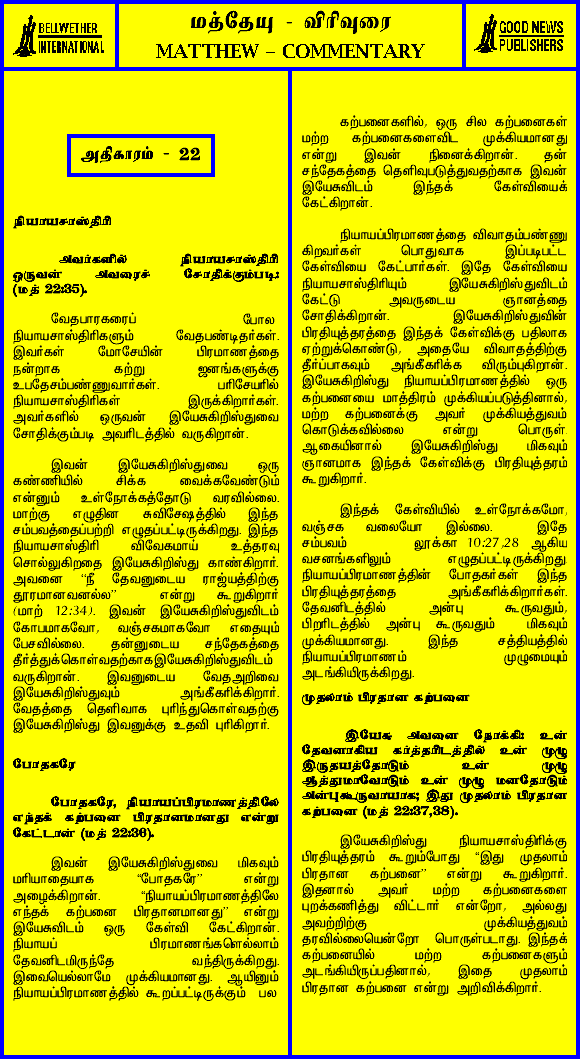 BELLWETHER
INTERNATIONAL
மத்தேயு - விரிவுரை
MATTHEW – COMMENTARY
GOOD NEWS
PUBLISHERS
அதிகாரம் - 22
நியாயசாஸ்திரி
அவர்களில் நியாயசாஸ்திரி
ஒருவன் அவரைச் சோதிக்கும்படி:
(மத் 22:35).
வேதபாரகரைப் போல
நியாயசாஸ்திரிகளும் வேதபண்டிதர்கள்.
இவர்கள் மோசேயின் பிரமாணத்தை
நன்றாக கற்று ஜனங்களுக்கு
உபதேசம்பண்ணுவார்கள். பரிசேயரில்
நியாயசாஸ்திரிகள் இருக்கிறார்கள்.
அவர்களில் ஒருவன் இயேசுகிறிஸ்துவை
சோதிக்கும்படி அவரிடத்தில் வருகிறான்.
இவன் இயேசுகிறிஸ்துவை ஒரு
கண்ணியில் சிக்க வைக்கவேண்டும்
என்னும் உள்நோக்கத்தோடு வரவில்லை.
மாற்கு எழுதின சுவிசேஷத்தில் இந்த
சம்பவத்தைப்பற்றி எழுதப்பட்டிருக்கிறது. இந்த
நியாயசாஸ்திரி விவேகமாய் உத்தரவு
சொல்லுகிறதை இயேசுகிறிஸ்து காண்கிறார்.
அவனை "நீ தேவனுடைய ராஜ்யத்திற்கு
தூரமானவனல்ல" என்று கூறுகிறார்
(மாற் 12:34). இவன் இயேசுகிறிஸ்துவிடம்
கோபமாகவோ, வஞ்சகமாகவோ எதையும்
பேசவில்லை. தன்னுடைய சந்தேகத்தை
தீர்த்துக்கொள்வதற்காகஇயேசுகிறிஸ்துவிடம்
வருகிறான். இவனுடைய வேதஅறிவை
இயேசுகிறிஸ்துவும் அங்கீகரிக்கிறார்.
வேதத்தை தெளிவாக புரிந்துகொள்வதற்கு
இயேசுகிறிஸ்து இவனுக்கு உதவி புரிகிறார்.
போதகரே
போதகரே, நியாயப்பிரமாணத்திலே
எந்தக் கற்பனை பிரதானமானது என்று
கேட்டான் (மத் 22:36).
இவன் இயேசுகிறிஸ்துவை மிகவும்
மரியாதையாக "போதகரே" என்று
அழைக்கிறான். "நியாயப்பிரமாணத்திலே
எந்தக் கற்பனை பிரதானமானது" என்று
இயேசுவிடம் ஒரு கேள்வி கேட்கிறான்.
நியாயப் பிரமாணங்களெல்லாம்
தேவனிடமிருந்தே வந்திருக்கிறது.
இவையெல்லாமே முக்கியமானது. ஆயினும்
நியாயப்பிரமாணத்தில் கூறப்பட்டிருக்கும் பல
கற்பனைகளில், ஒரு சில கற்பனைகள்
மற்ற கற்பனைகளைவிட முக்கியமானது
என்று இவன் நினைக்கிறான். தன்
சந்தேகத்தை தெளிவுபடுத்துவதற்காக இவன்
இயேசுவிடம் இந்தக் கேள்வியைக்
கேட்கிறான்.
நியாயப்பிரமாணத்தை விவாதம்பண்ணு
கிறவர்கள் பொதுவாக இப்படிபட்ட
கேள்வியை கேட்பார்கள். இதே கேள்வியை
நியாயசாஸ்திரியும் இயேசுகிறிஸ்துவிடம்
கேட்டு அவருடைய ஞானத்தை
சோதிக்கிறான். இயேசுகிறிஸ்துவின்
பிரதியுத்தரத்தை இந்தக் கேள்விக்கு பதிலாக
ஏற்றுக்கொண்டு, அதையே விவாதத்திற்கு
தீர்ப்பாகவும் அங்கீகரிக்க விரும்புகிறான்.
இயேசுகிறிஸ்து நியாயப்பிரமாணத்தில் ஒரு
கற்பனையை மாத்திரம் முக்கியப்படுத்தினால்,
மற்ற கற்பனைக்கு அவர் முக்கியத்துவம்
கொடுக்கவில்லை என்று பொருள்.
ஆகையினால் இயேசுகிறிஸ்து மிகவும்
ஞானமாக இந்தக் கேள்விக்கு பிரதியுத்தரம்
கூறுகிறார்.
இந்தக் கேள்வியில் உள்நோக்கமோ,
வஞ்சக வலையோ இல்லை. இதே
சம்பவம் லூக்கா 10:27,28 ஆகிய
வசனங்களிலும் எழுதப்பட்டிருக்கிறது.
நியாயப்பிரமாணத்தின் போதகர்கள் இந்த
பிரதியுத்தரத்தை அங்கீகரிக்கிறார்கள்.
தேவனிடத்தில் அன்பு கூருவதும்,
பிறரிடத்தில் அன்பு கூருவதும் மிகவும்
முக்கியமானது. இந்த சத்தியத்தில்
நியாயப்பிரமாணம் முழுமையும்
அடங்கியிருக்கிறது.
முதலாம் பிரதான கற்பனை
இயேசு அவனை நோக்கி: உன்
தேவனாகிய கர்த்தரிடத்தில் உன் முழு
இருதயத்தோடும் உன் முழு
ஆத்துமாவோடும் உன் முழு மனதோடும்
அன்புகூருவாயாக; இது முதலாம் பிரதான
கற்பனை (மத் 22:37,38).
இயேசுகிறிஸ்து நியாயசாஸ்திரிக்கு
பிரதியுத்தரம் கூறும்போது "இது முதலாம்
பிரதான கற்பனை" என்று கூறுகிறார்.
இதனால் அவர் மற்ற கற்பனைகளை
புறக்கணித்து விட்டார் என்றோ, அல்லது
அவற்றிற்கு முக்கியத்துவம்
தரவில்லையென்றோ பொருள்படாது. இந்தக்
கற்பனையில் மற்ற கற்பனைகளும்
அடங்கியிருப்பதினால், இதை முதலாம்
பிரதான கற்பனை என்று அறிவிக்கிறார்.